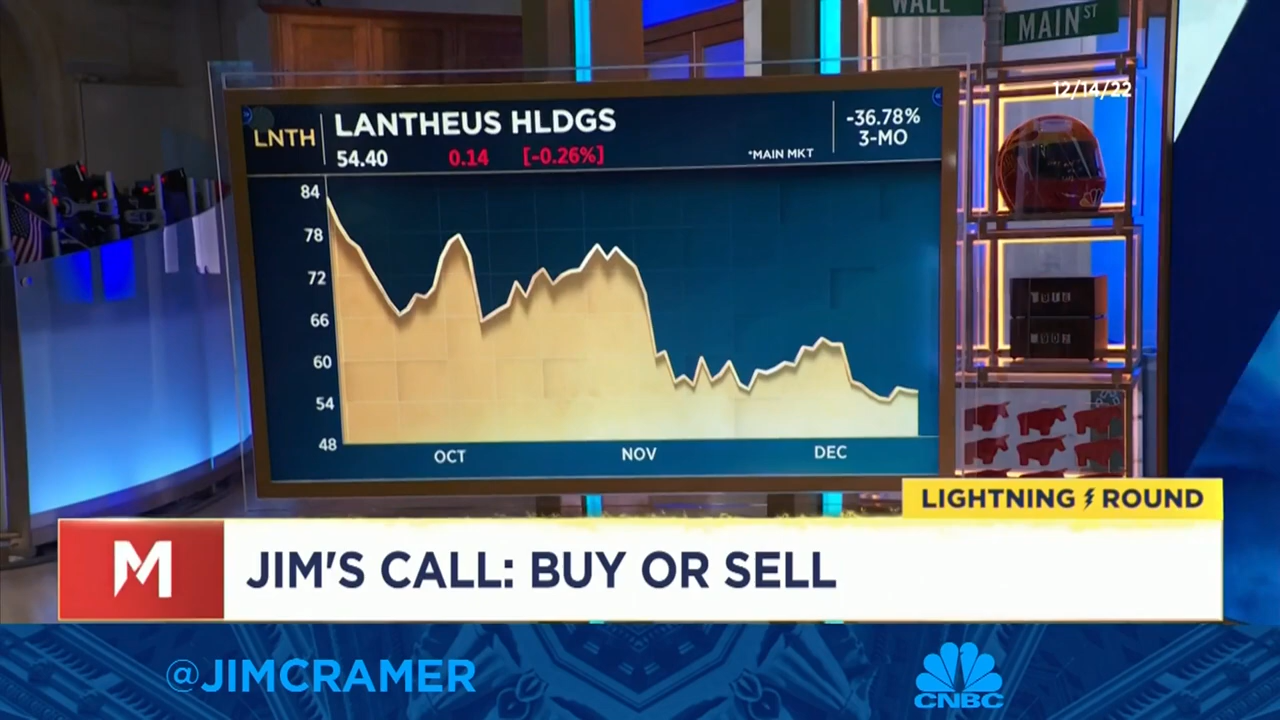 WALL
MAIN ST
12/14/22
LNTH
LANTHEUS HLDGS
54.40 0.14 [-0.26%]
*MAIN MKT
-36.78%
3-MO
84
78
72
66
60
54
48
OCT NOV DEC
LIGHTNING ROUND
M
JIM'S CALL: BUY OR SELL
@JIMCRAMER
CNBC